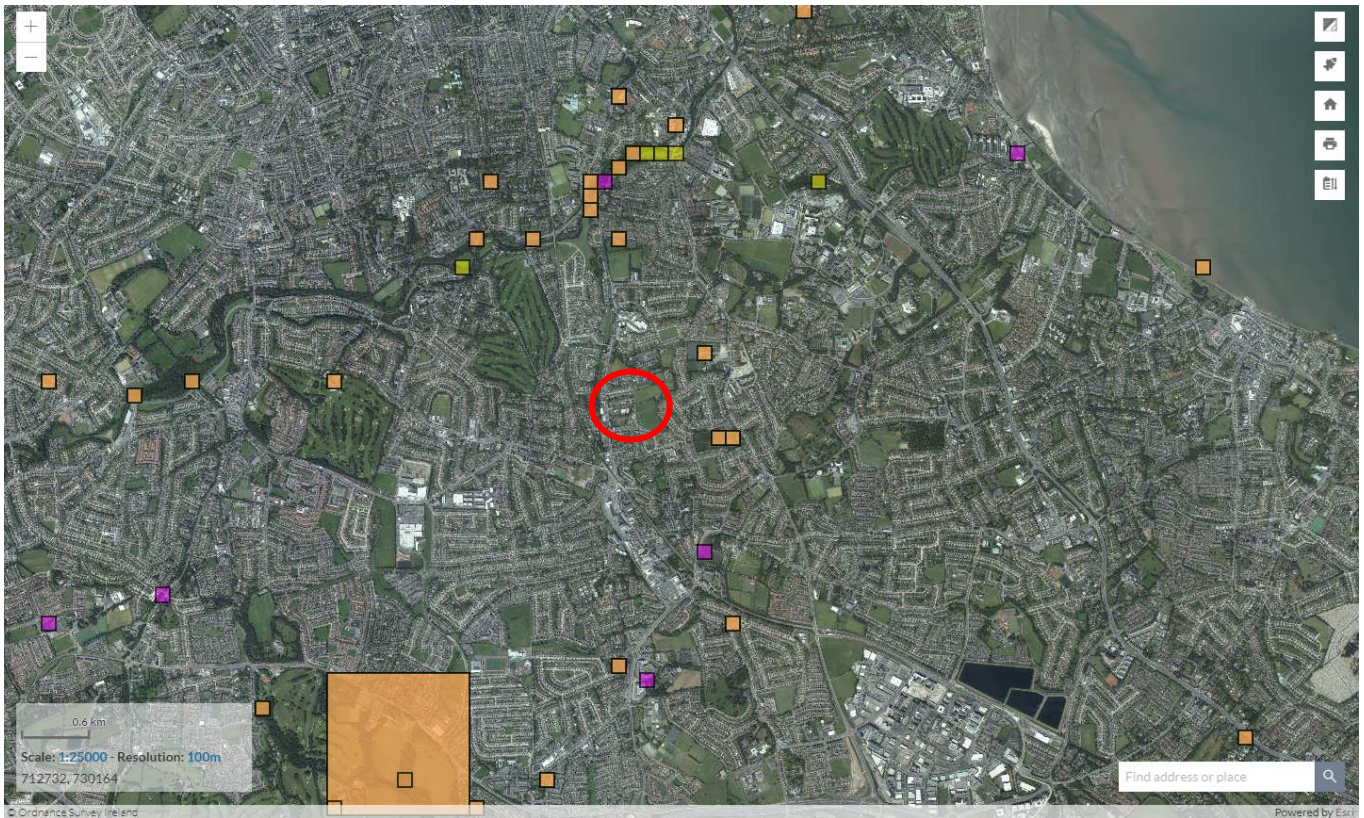 +
−
0.6 km
Scale: 1:25000 - Resolution: 100m
712732, 730164
Find address or place
© Ordnance Survey Ireland
Powered by Esri